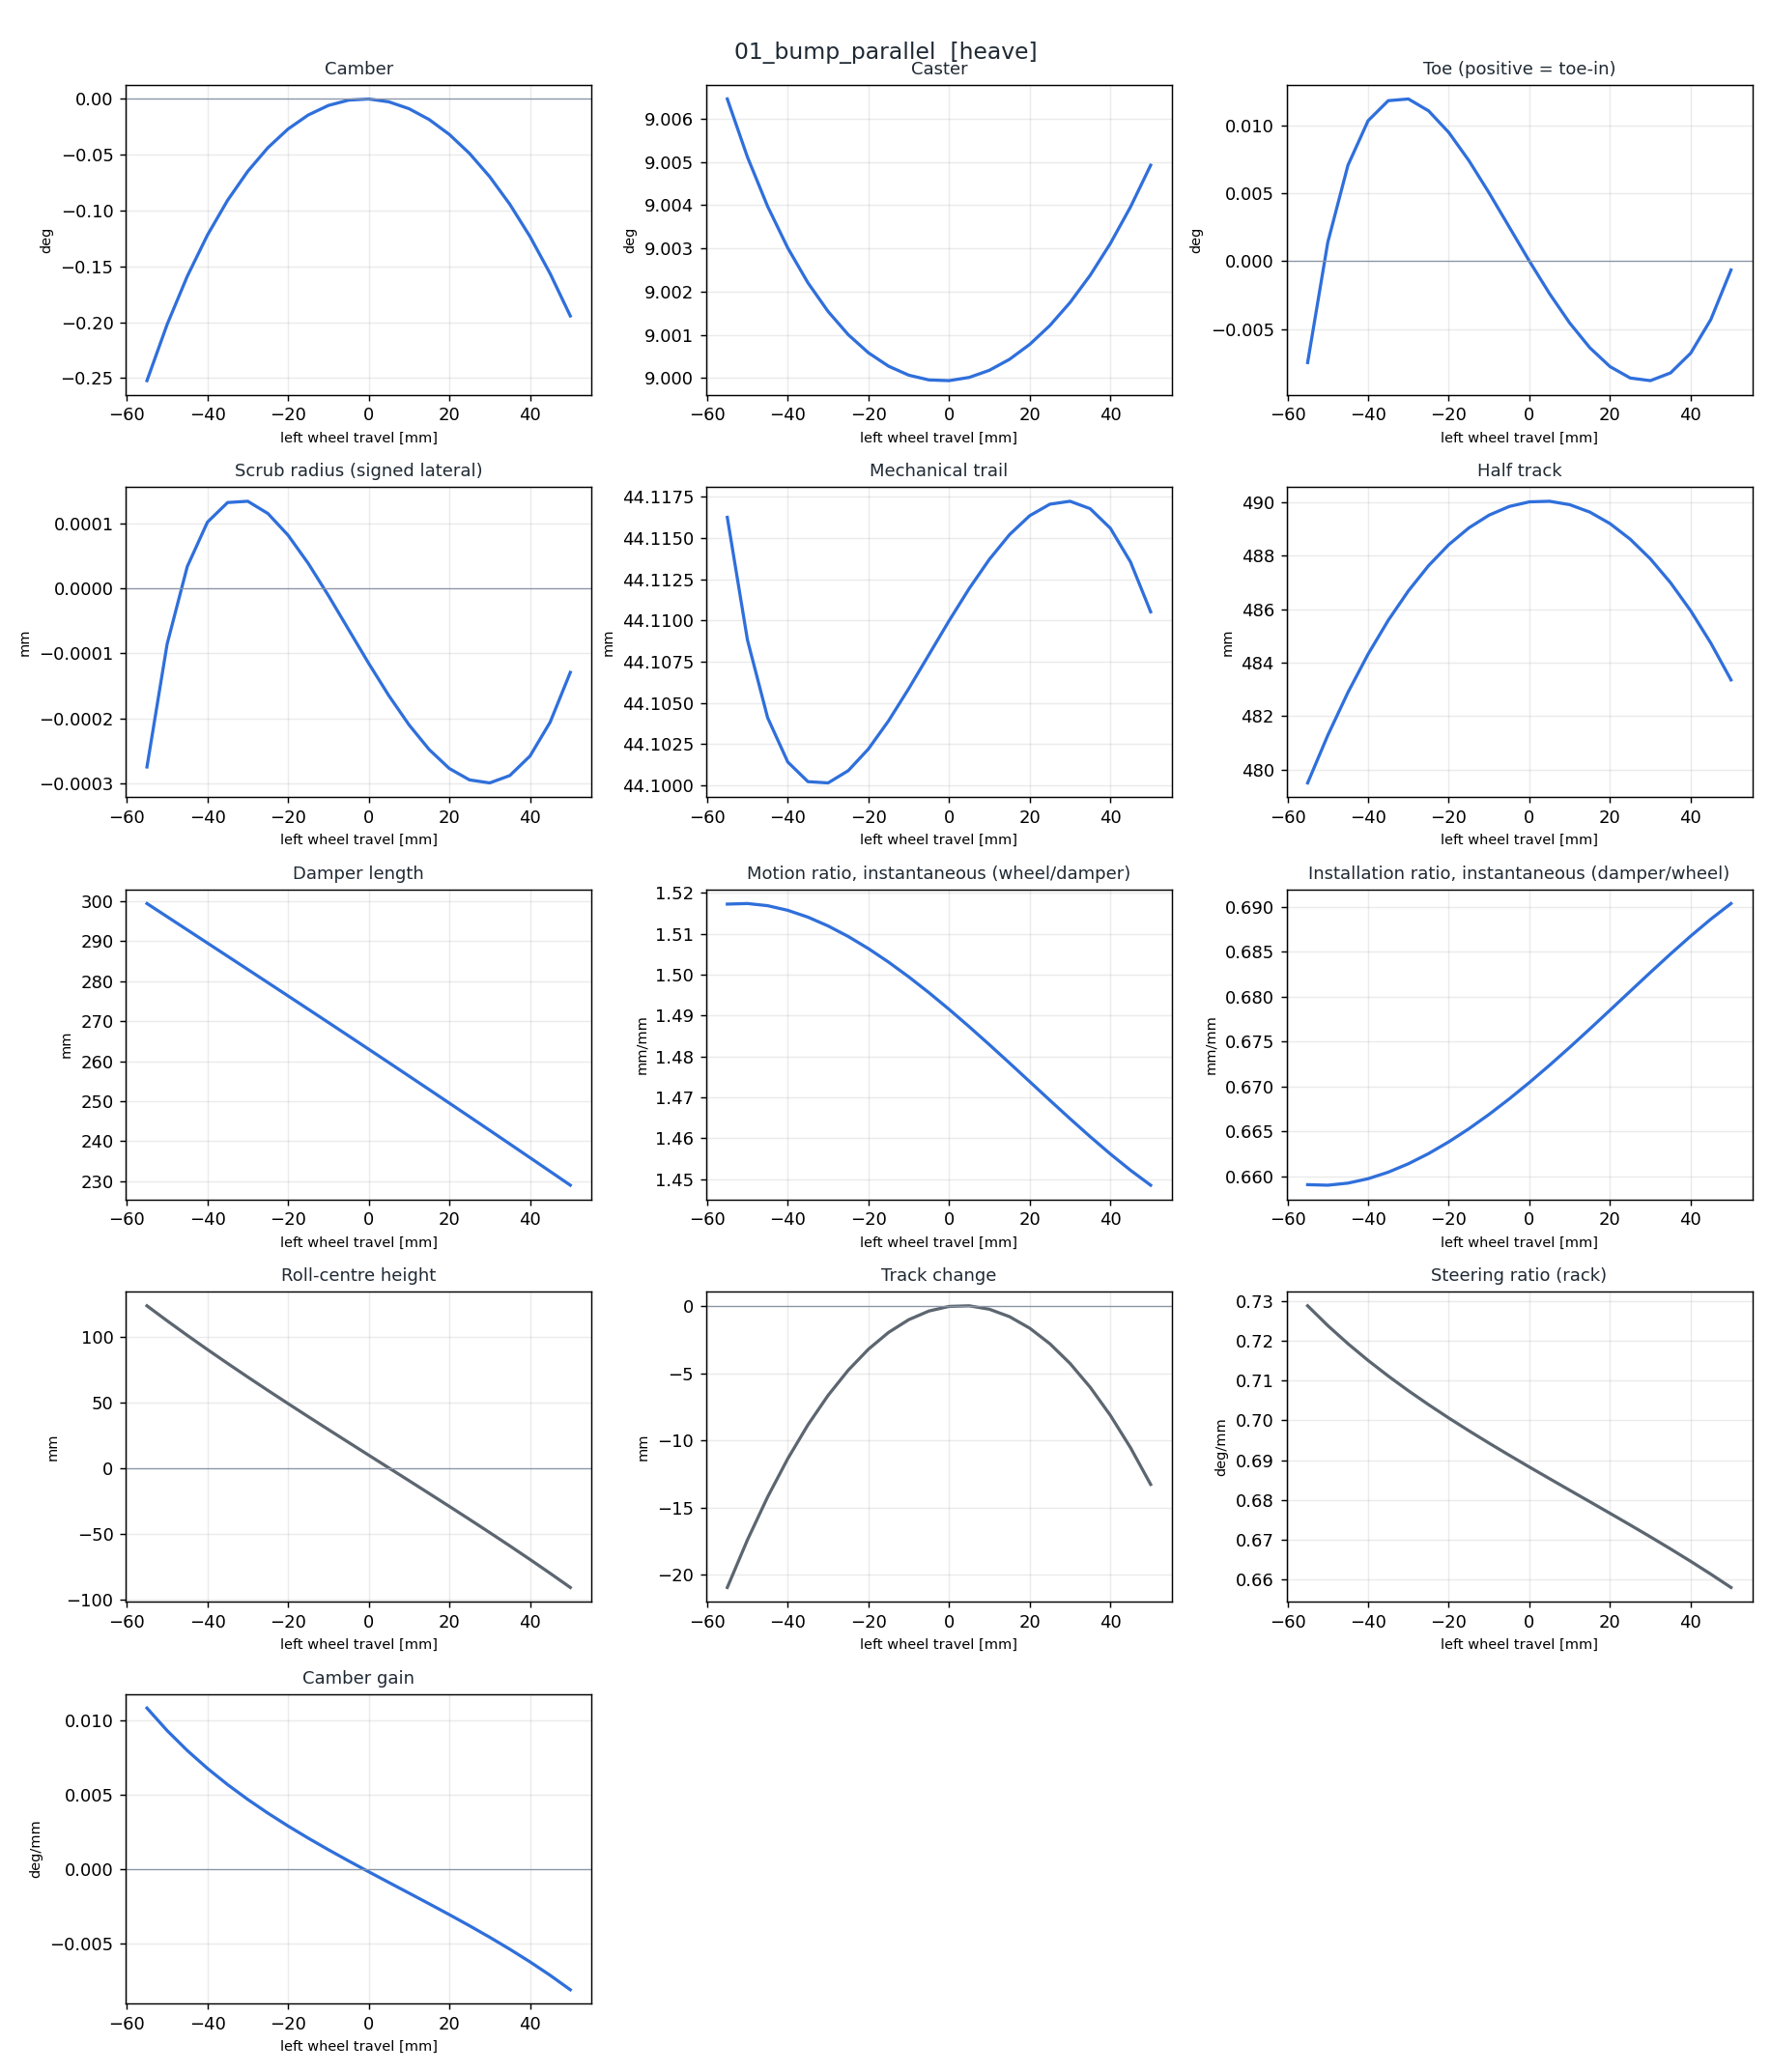 01_bump_parallel [heave]
Camber
0.00
−0.05
−0.10
−0.15
−0.20
−0.25
deg
−60 −40 −20 0 20 40
left wheel travel [mm]
Caster
9.006
9.005
9.004
9.003
9.002
9.001
9.000
deg
−60 −40 −20 0 20 40
left wheel travel [mm]
Toe (positive = toe-in)
0.010
0.005
0.000
−0.005
deg
−60 −40 −20 0 20 40
left wheel travel [mm]
Scrub radius (signed lateral)
0.0001
0.0000
−0.0001
−0.0002
−0.0003
mm
−60 −40 −20 0 20 40
left wheel travel [mm]
Mechanical trail
44.1175
44.1150
44.1125
44.1100
44.1075
44.1050
44.1025
44.1000
mm
−60 −40 −20 0 20 40
left wheel travel [mm]
Half track
490
488
486
484
482
480
mm
−60 −40 −20 0 20 40
left wheel travel [mm]
Damper length
300
290
280
270
260
250
240
230
mm
−60 −40 −20 0 20 40
left wheel travel [mm]
Motion ratio, instantaneous (wheel/damper)
1.52
1.51
1.50
1.49
1.48
1.47
1.46
1.45
mm/mm
−60 −40 −20 0 20 40
left wheel travel [mm]
Installation ratio, instantaneous (damper/wheel)
0.690
0.685
0.680
0.675
0.670
0.665
0.660
mm/mm
−60 −40 −20 0 20 40
left wheel travel [mm]
Roll-centre height
100
50
0
−50
−100
mm
−60 −40 −20 0 20 40
left wheel travel [mm]
Track change
0
−5
−10
−15
−20
mm
−60 −40 −20 0 20 40
left wheel travel [mm]
Steering ratio (rack)
0.73
0.72
0.71
0.70
0.69
0.68
0.67
0.66
deg/mm
−60 −40 −20 0 20 40
left wheel travel [mm]
Camber gain
0.010
0.005
0.000
−0.005
deg/mm
−60 −40 −20 0 20 40
left wheel travel [mm]